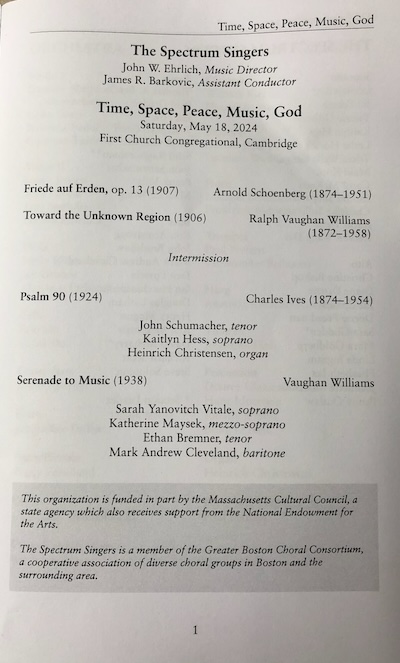 Time, Space, Peace, Music, God
The Spectrum Singers
John W. Ehrlich, Music Director
James R. Barkovic, Assistant Conductor
Time, Space, Peace, Music, God
Saturday, May 18, 2024
First Church Congregational, Cambridge
Friede auf Erden, op. 13 (1907) Arnold Schoenberg (1874–1951)
Toward the Unknown Region (1906) Ralph Vaughan Williams
(1872–1958)
Intermission
Psalm 90 (1924) Charles Ives (1874–1954)
John Schumacher, tenor
Kaitlyn Hess, soprano
Heinrich Christensen, organ
Serenade to Music (1938) Vaughan Williams
Sarah Yanovitch Vitale, soprano
Katherine Maysek, mezzo-soprano
Ethan Bremner, tenor
Mark Andrew Cleveland, baritone
This organization is funded in part by the Massachusetts Cultural Council, a
state agency which also receives support from the National Endowment for
the Arts.
The Spectrum Singers is a member of the Greater Boston Choral Consortium,
a cooperative association of diverse choral groups in Boston and the
surrounding area.
1